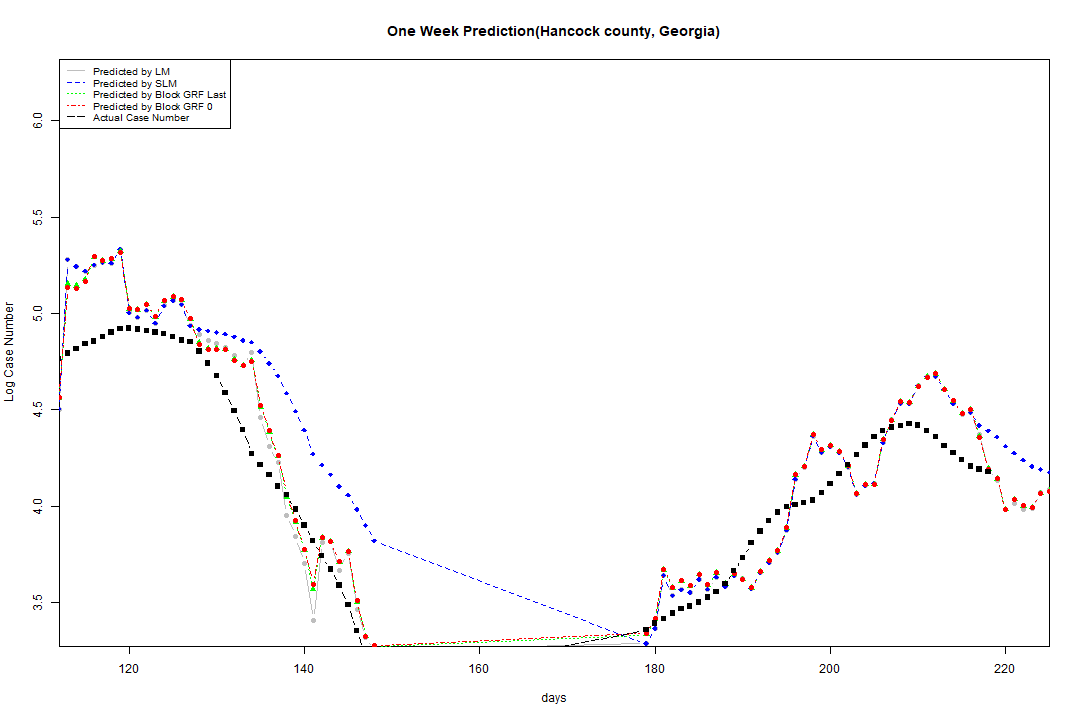 One Week Prediction(Hancock county, Georgia)
Predicted by LM
Predicted by SLM
Predicted by Block GRF Last
Predicted by Block GRF 0
Actual Case Number
6.0
5.5
5.0
4.5
4.0
3.5
Log Case Number
120 140 160 180 200 220
days